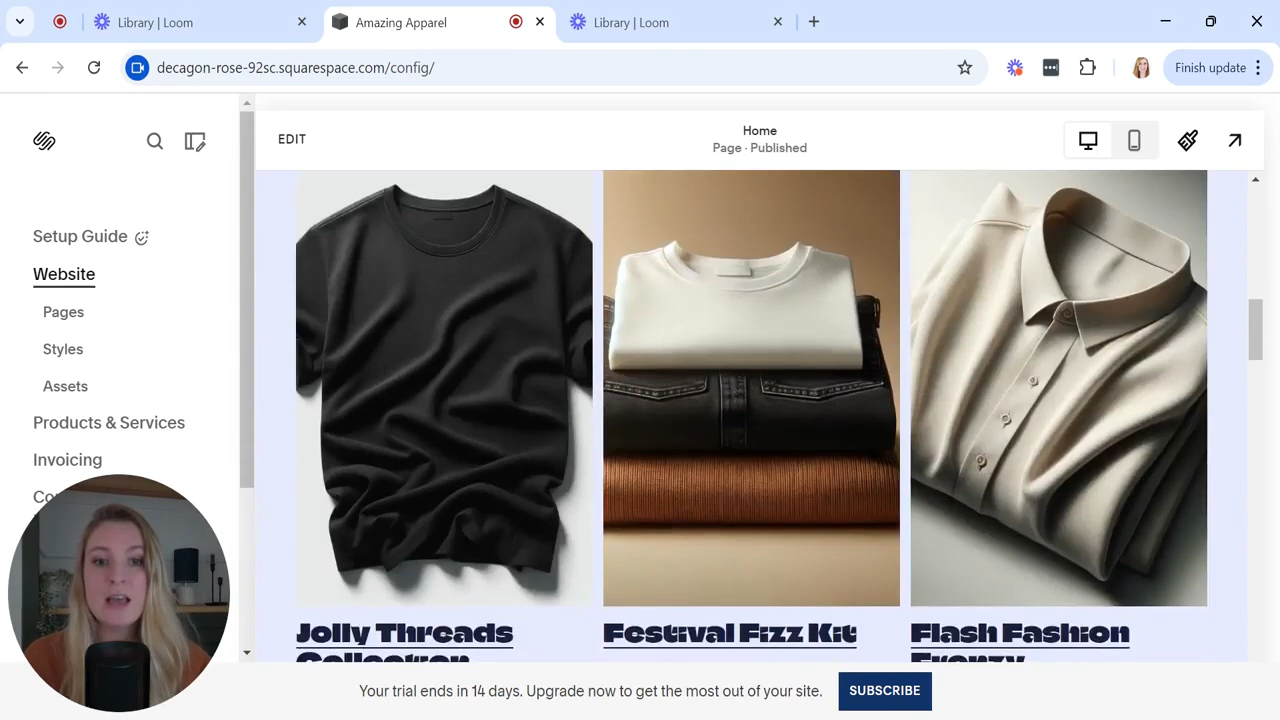 Library | Loom
Amazing Apparel
Library | Loom
decagon-rose-92sc.squarespace.com/config/
Finish update
EDIT
Home
Page · Published
Setup Guide
Website
Pages
Styles
Assets
Products & Services
Invoicing
Jolly Threads
Collection
Festival Fizz Kit
Flash Fashion
Frenzy
Your trial ends in 14 days. Upgrade now to get the most out of your site.
SUBSCRIBE